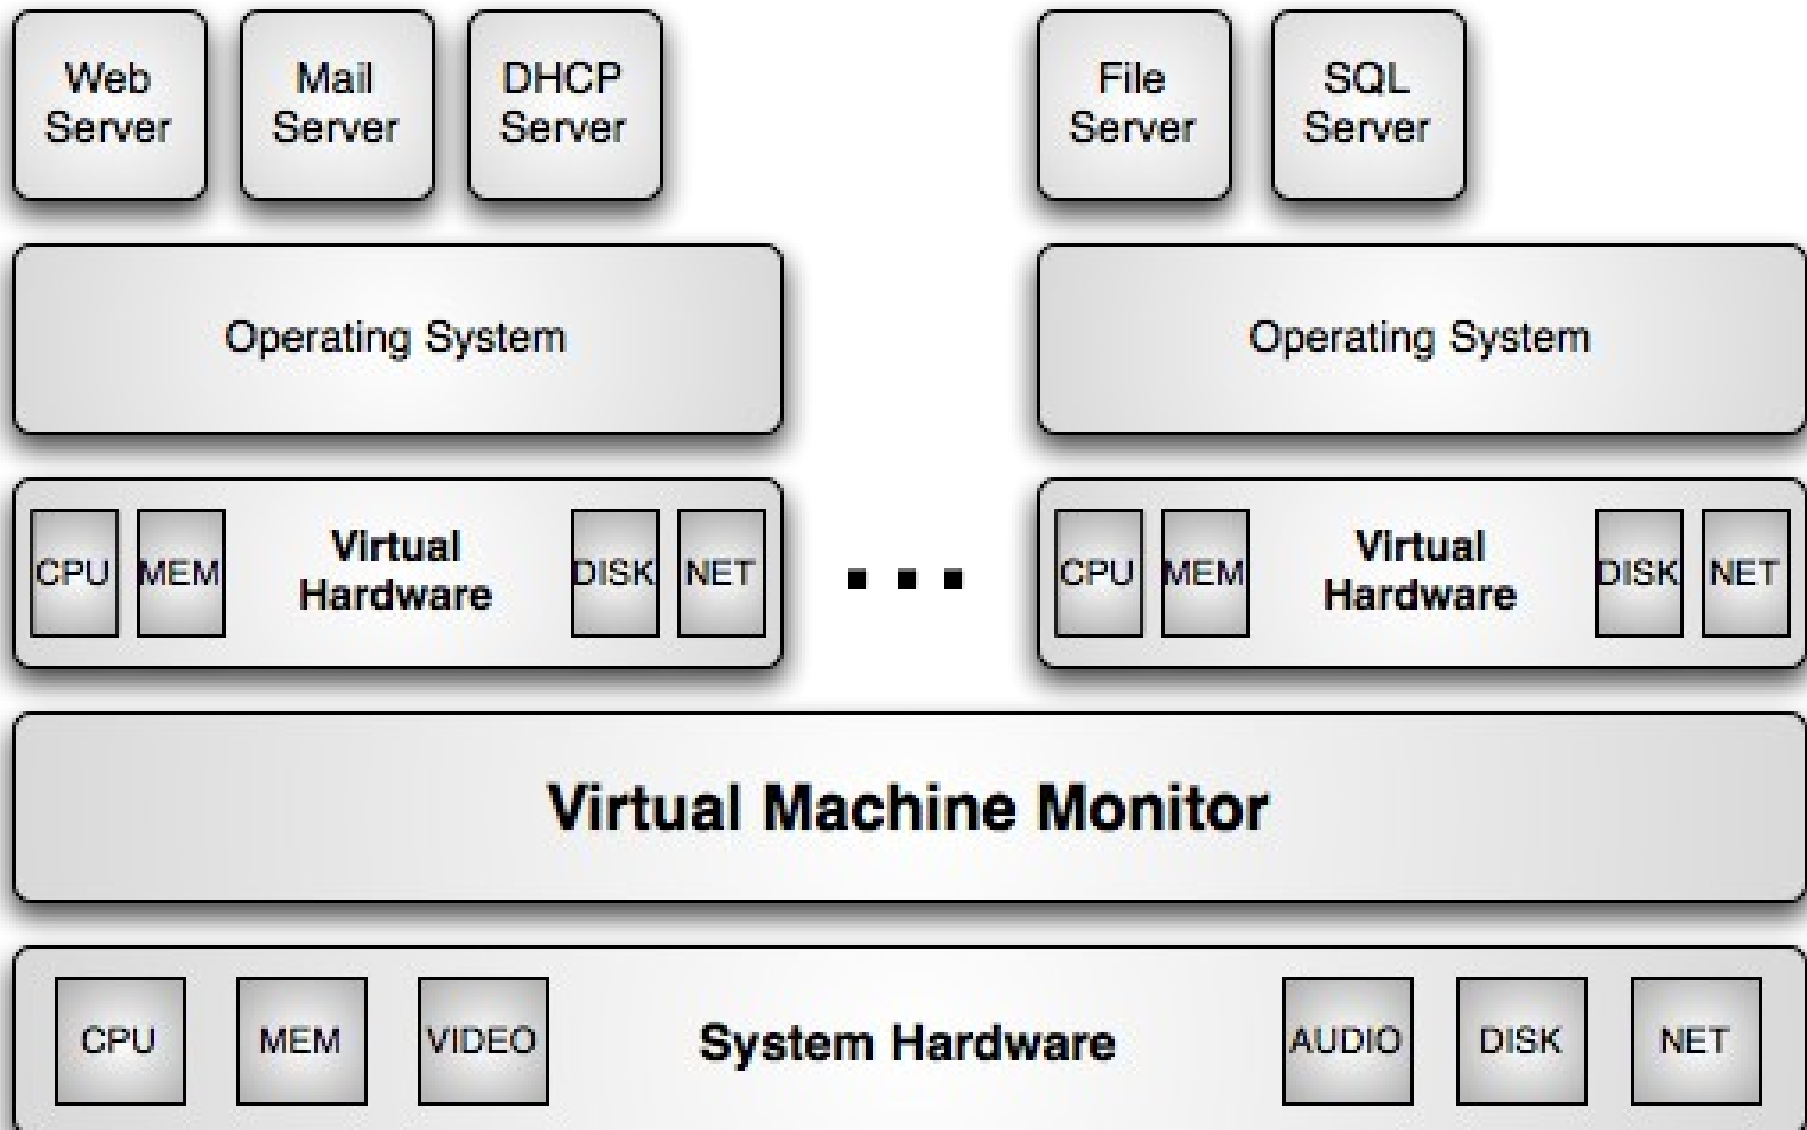 Web
Server
Mail
Server
DHCP
Server
File
Server
SQL
Server
Operating System
Operating System
CPU
MEM
Virtual
Hardware
DISK
NET
CPU
MEM
Virtual
Hardware
DISK
NET
Virtual Machine Monitor
CPU
MEM
VIDEO
System Hardware
AUDIO
DISK
NET